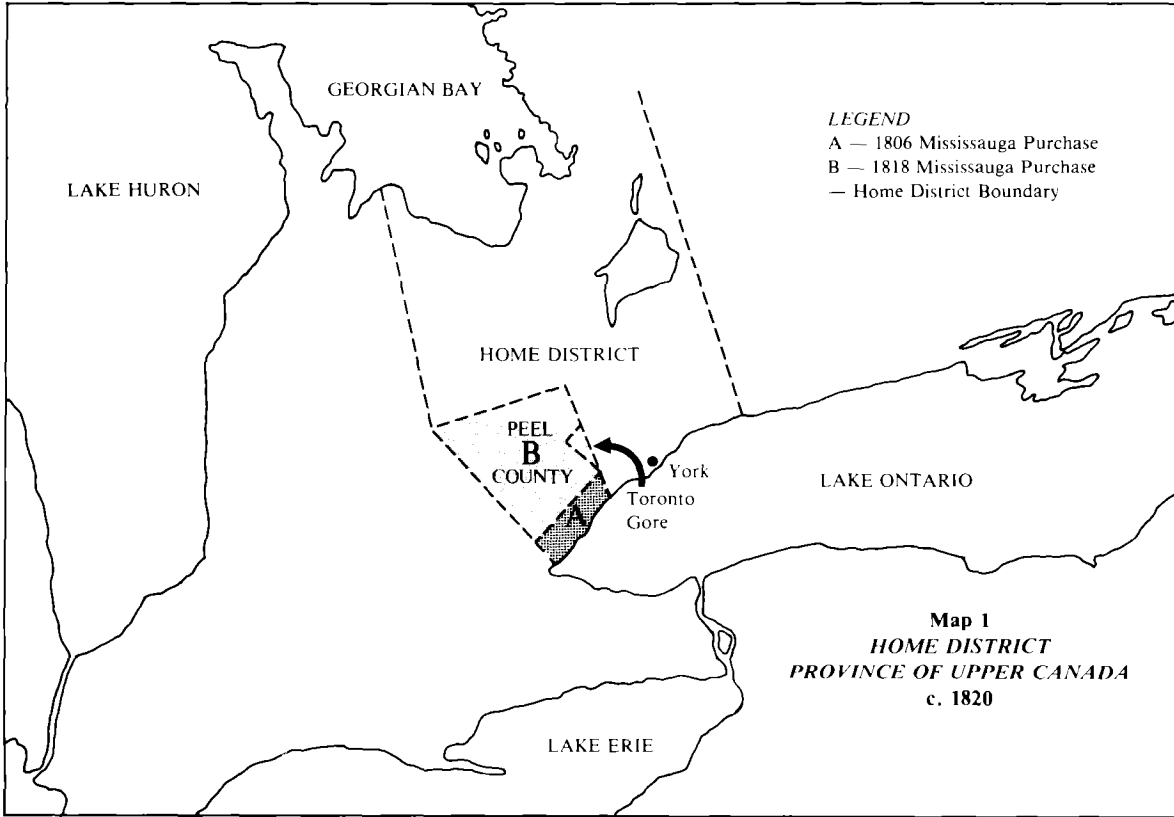 GEORGIAN BAY
LEGEND
A — 1806 Mississauga Purchase
B — 1818 Mississauga Purchase
— Home District Boundary
LAKE HURON
HOME DISTRICT
PEEL
B
COUNTY
York
LAKE ONTARIO
Toronto
Gore
A
Map 1
HOME DISTRICT
PROVINCE OF UPPER CANADA
c. 1820
LAKE ERIE